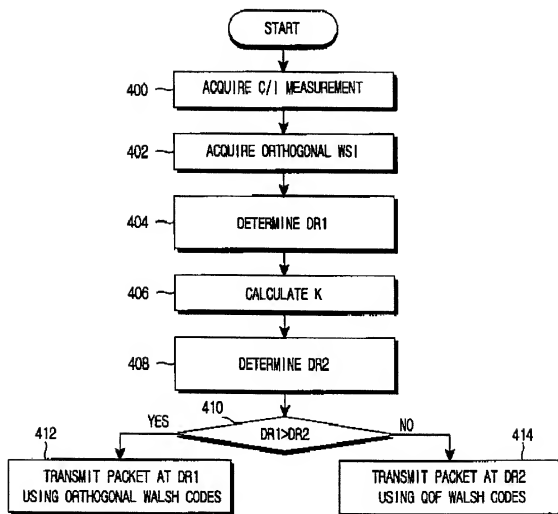 START
400
ACQUIRE C/I MEASUREMENT
402
ACQUIRE ORTHOGONAL WSI
404
DETERMINE DR1
406
CALCULATE K
408
DETERMINE DR2
410
YES
DR1>DR2
NO
412
TRANSMIT PACKET AT DR1
USING ORTHOGONAL WALSH CODES
414
TRANSMIT PACKET AT DR2
USING QOF WALSH CODES